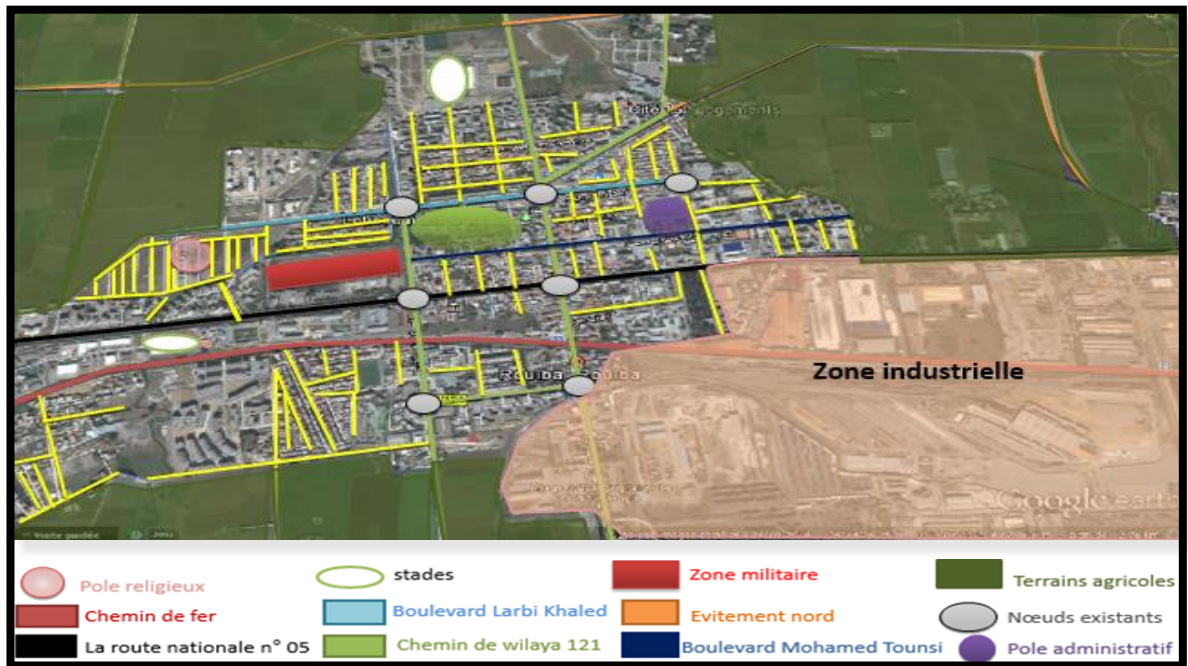 Zone industrielle
Rouiba Rouiba
Google earth
Pole religieux
stades
Zone militaire
Terrains agricoles
Chemin de fer
Boulevard Larbi Khaled
Evitement nord
Nœuds existants
La route nationale n° 05
Chemin de wilaya 121
Boulevard Mohamed Tounsi
Pole administratif